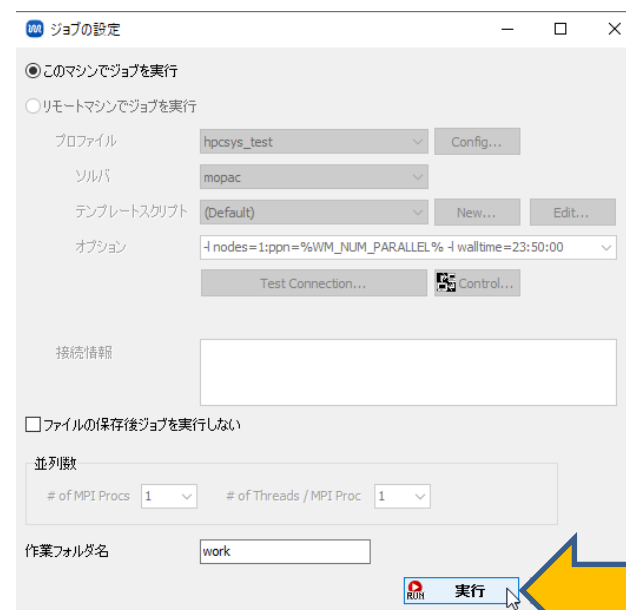 ジョブの設定
このマシンでジョブを実行
リモートマシンでジョブを実行
プロファイル hpcsys_test Config...
ソルバ mopac
テンプレートスクリプト (Default) New... Edit...
オプション -l nodes=1:ppn=%WM_NUM_PARALLEL% -l walltime=23:50:00
Test Connection... Control...
接続情報
ファイルの保存後ジョブを実行しない
並列数
# of MPI Procs 1 # of Threads / MPI Proc 1
作業フォルダ名 work
RUN 実行